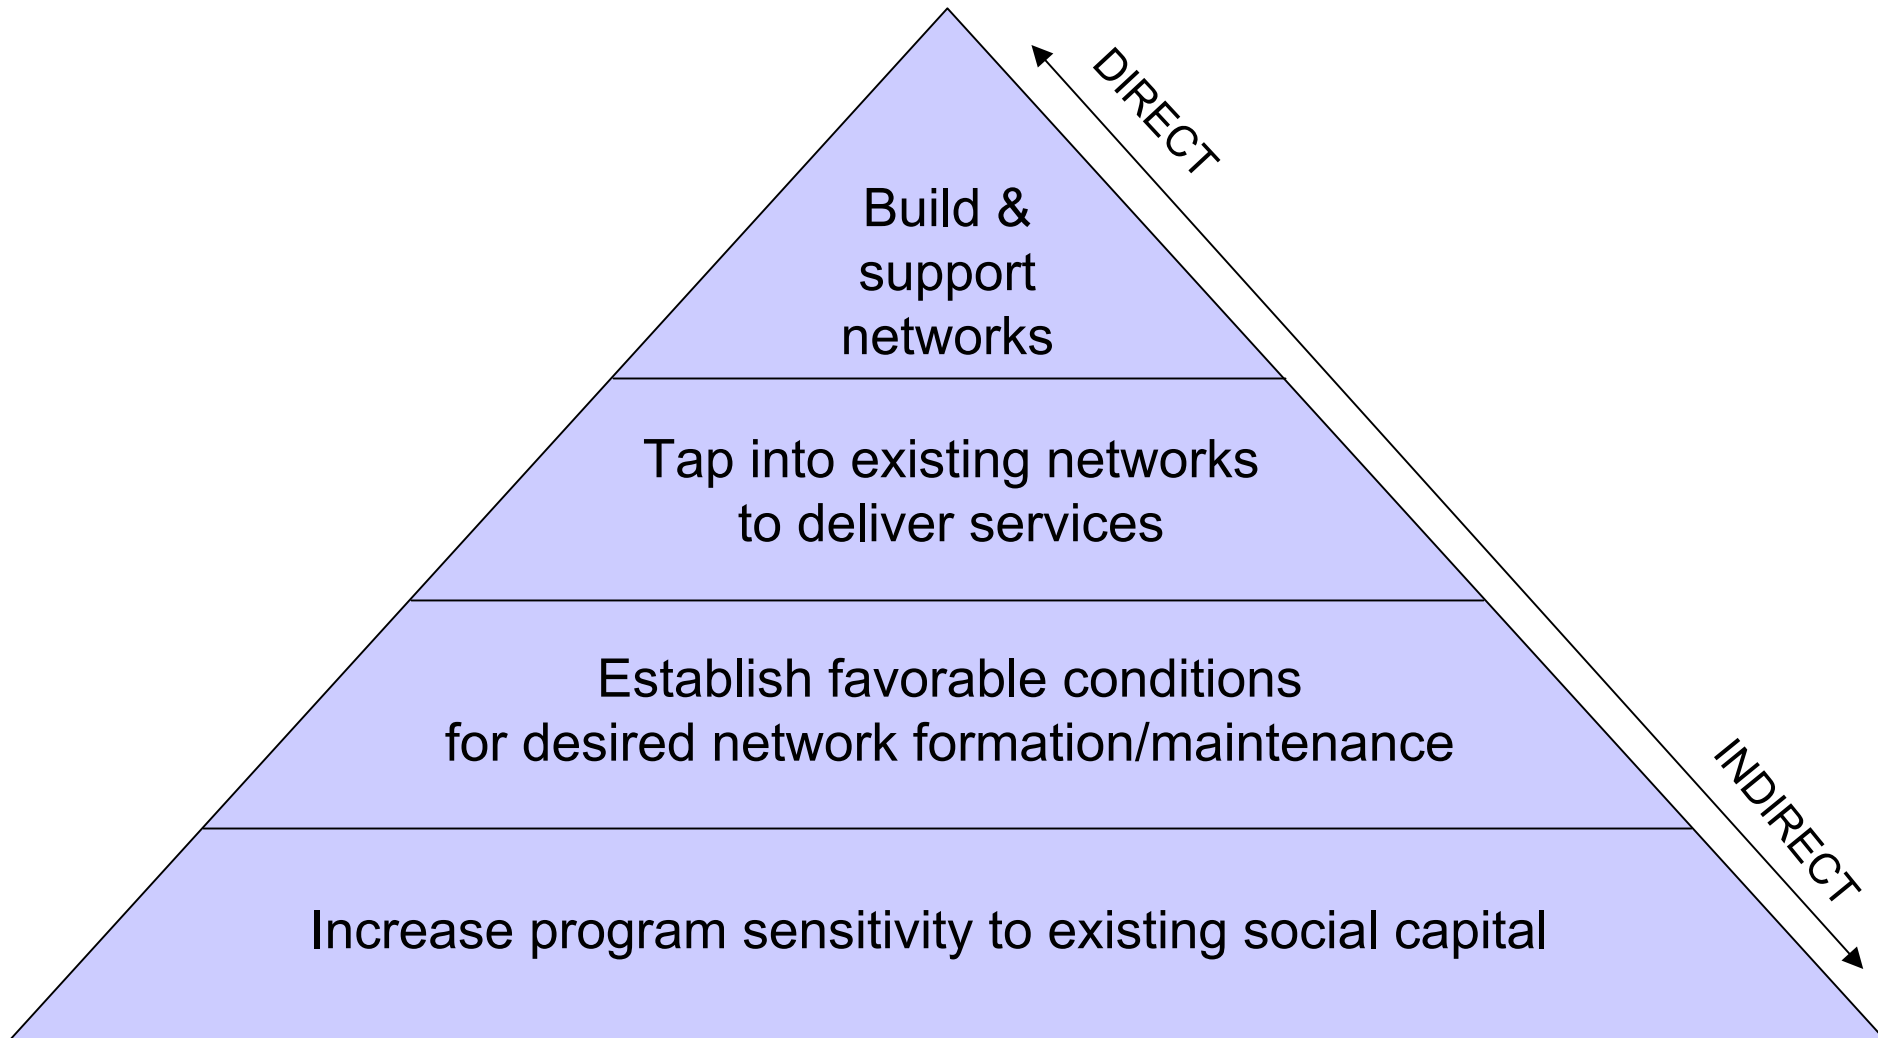 DIRECT
Build &
support
networks
Tap into existing networks
to deliver services
Establish favorable conditions
for desired network formation/maintenance
INDIRECT
Increase program sensitivity to existing social capital